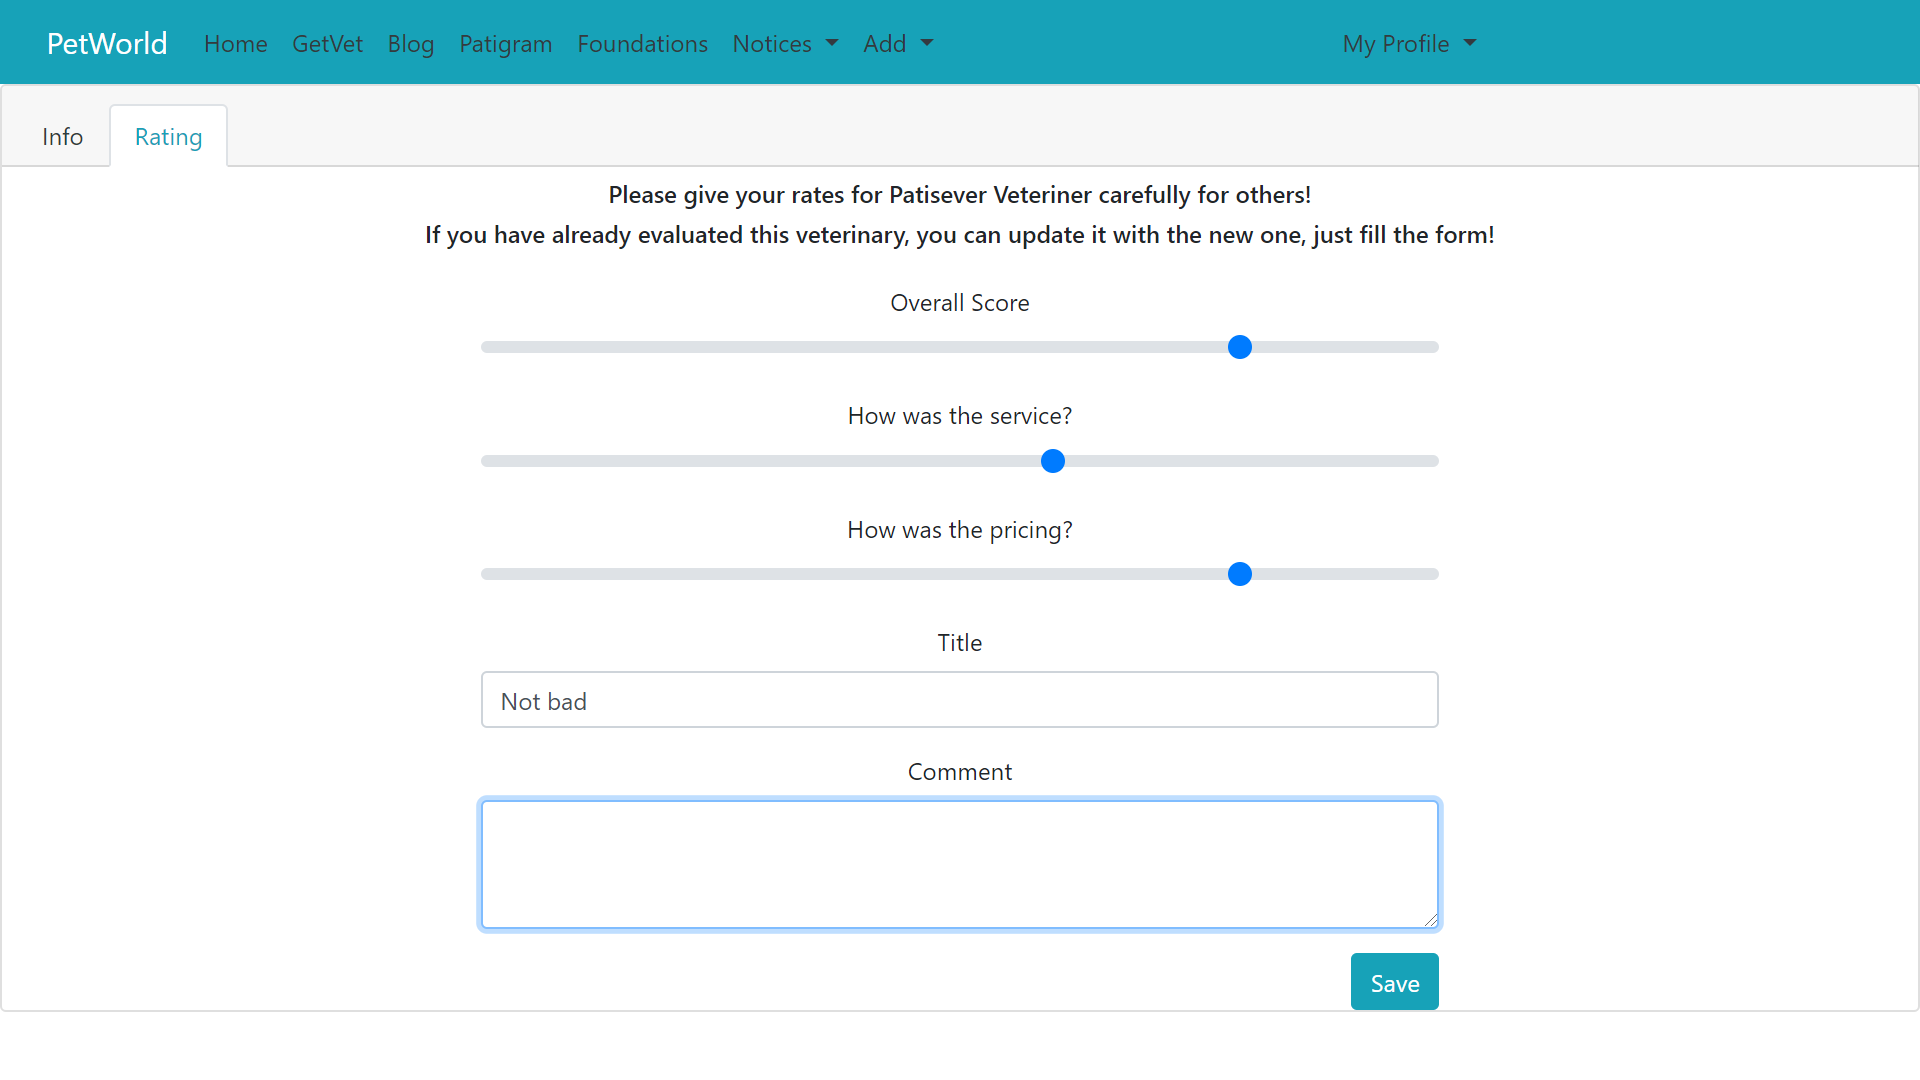 PetWorld Home GetVet Blog Patigram Foundations Notices Add My Profile
Info Rating
Please give your rates for Patisever Veteriner carefully for others!
If you have already evaluated this veterinary, you can update it with the new one, just fill the form!
Overall Score
How was the service?
How was the pricing?
Title
Not bad
Comment
Save